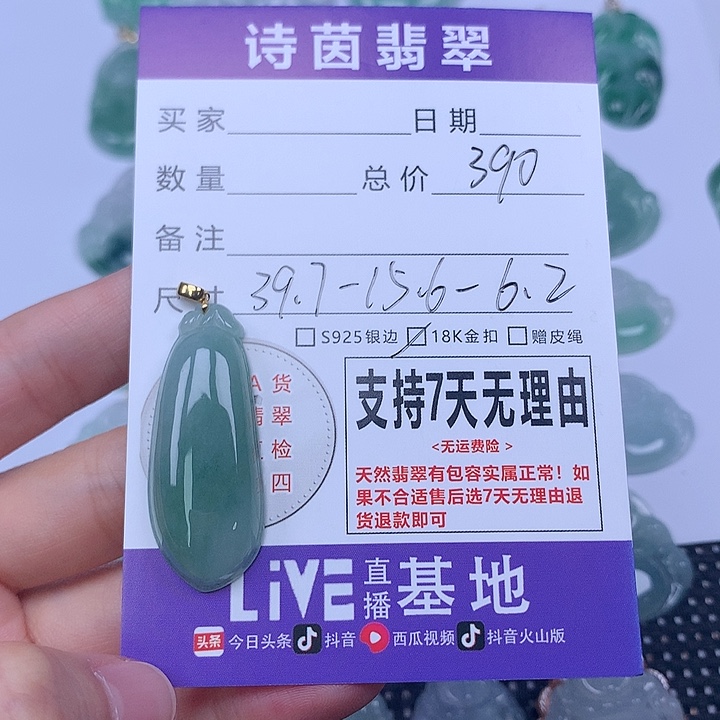 诗茵翡翠
买家 日期
数量 总价 390
备注
尺寸 39.7-15.6-6.2
S925银边 18K金扣 赠皮绳
A货
翡翠
检
四
支持7天无理由
<无运费险>
天然翡翠有包容实属正常！如
果不合适售后选7天无理由退
货退款即可
LiVE直播基地
头条 今日头条 抖音 西瓜视频 抖音火山版